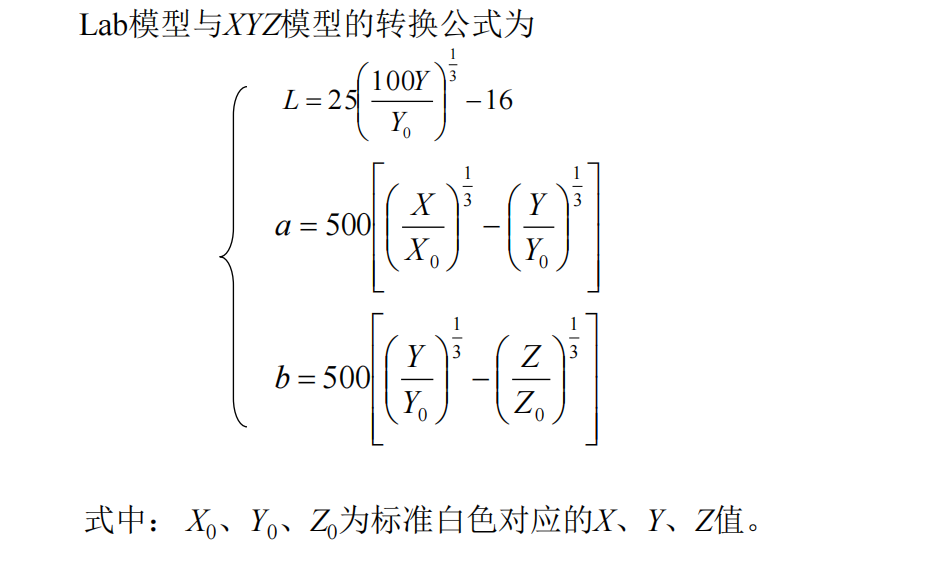 Lab模型与XYZ模型的转换公式为
L = 25(100Y/Y₀)^(1/3) − 16
a = 500[(X/X₀)^(1/3) − (Y/Y₀)^(1/3)]
b = 500[(Y/Y₀)^(1/3) − (Z/Z₀)^(1/3)]
式中： X₀、Y₀、Z₀为标准白色对应的X、Y、Z值。